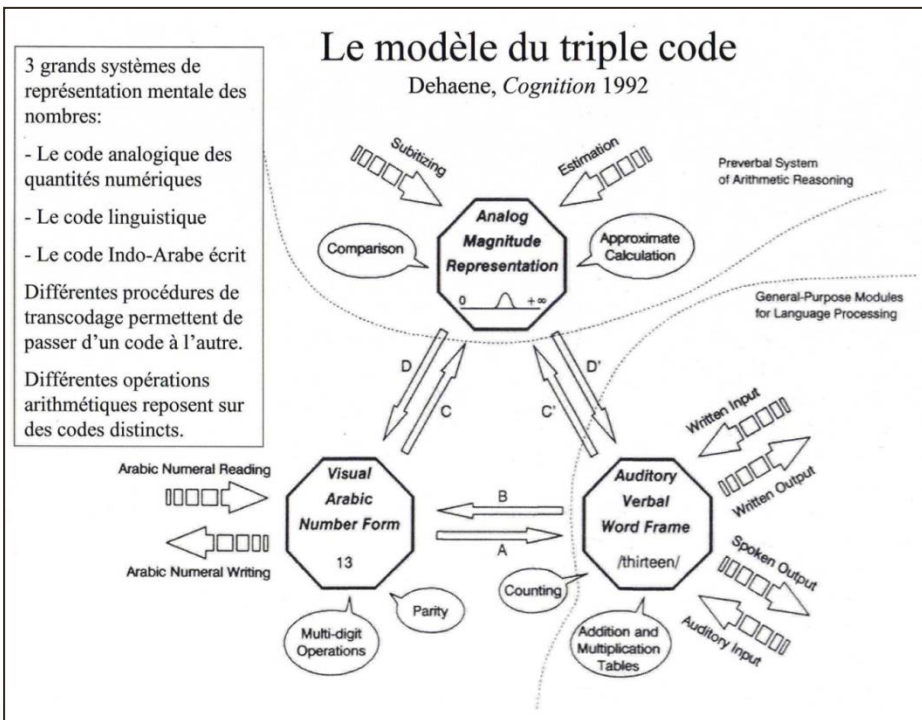 Le modèle du triple code
Dehaene, Cognition 1992
3 grands systèmes de
représentation mentale des
nombres:
- Le code analogique des
quantités numériques
- Le code linguistique
- Le code Indo-Arabe écrit
Différentes procédures de
transcodage permettent de
passer d’un code à l’autre.
Différentes opérations
arithmétiques reposent sur
des codes distincts.
Subitizing
Estimation
Preverbal System
of Arithmetic Reasoning
Comparison
Analog
Magnitude
Representation
0 +∞
Approximate
Calculation
General-Purpose Modules
for Language Processing
D
C
D'
C'
Arabic Numeral Reading
Arabic Numeral Writing
Visual
Arabic
Number Form
13
B
A
Auditory
Verbal
Word Frame
/thirteen/
Written Input
Written Output
Spoken Output
Auditory Input
Multi-digit
Operations
Parity
Counting
Addition and
Multiplication
Tables